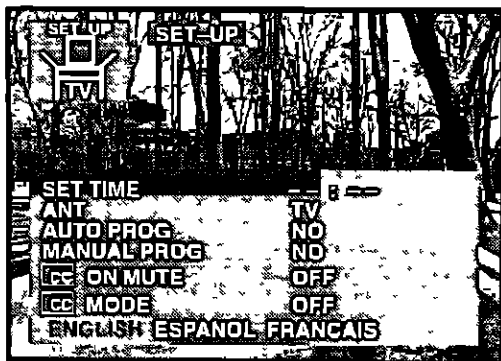 SET UP SET-UP
TV
SET TIME -- : --
ANT TV
AUTO PROG NO
MANUAL PROG NO
CC ON MUTE OFF
CC MODE OFF
ENGLISH ESPANOL FRANCAIS